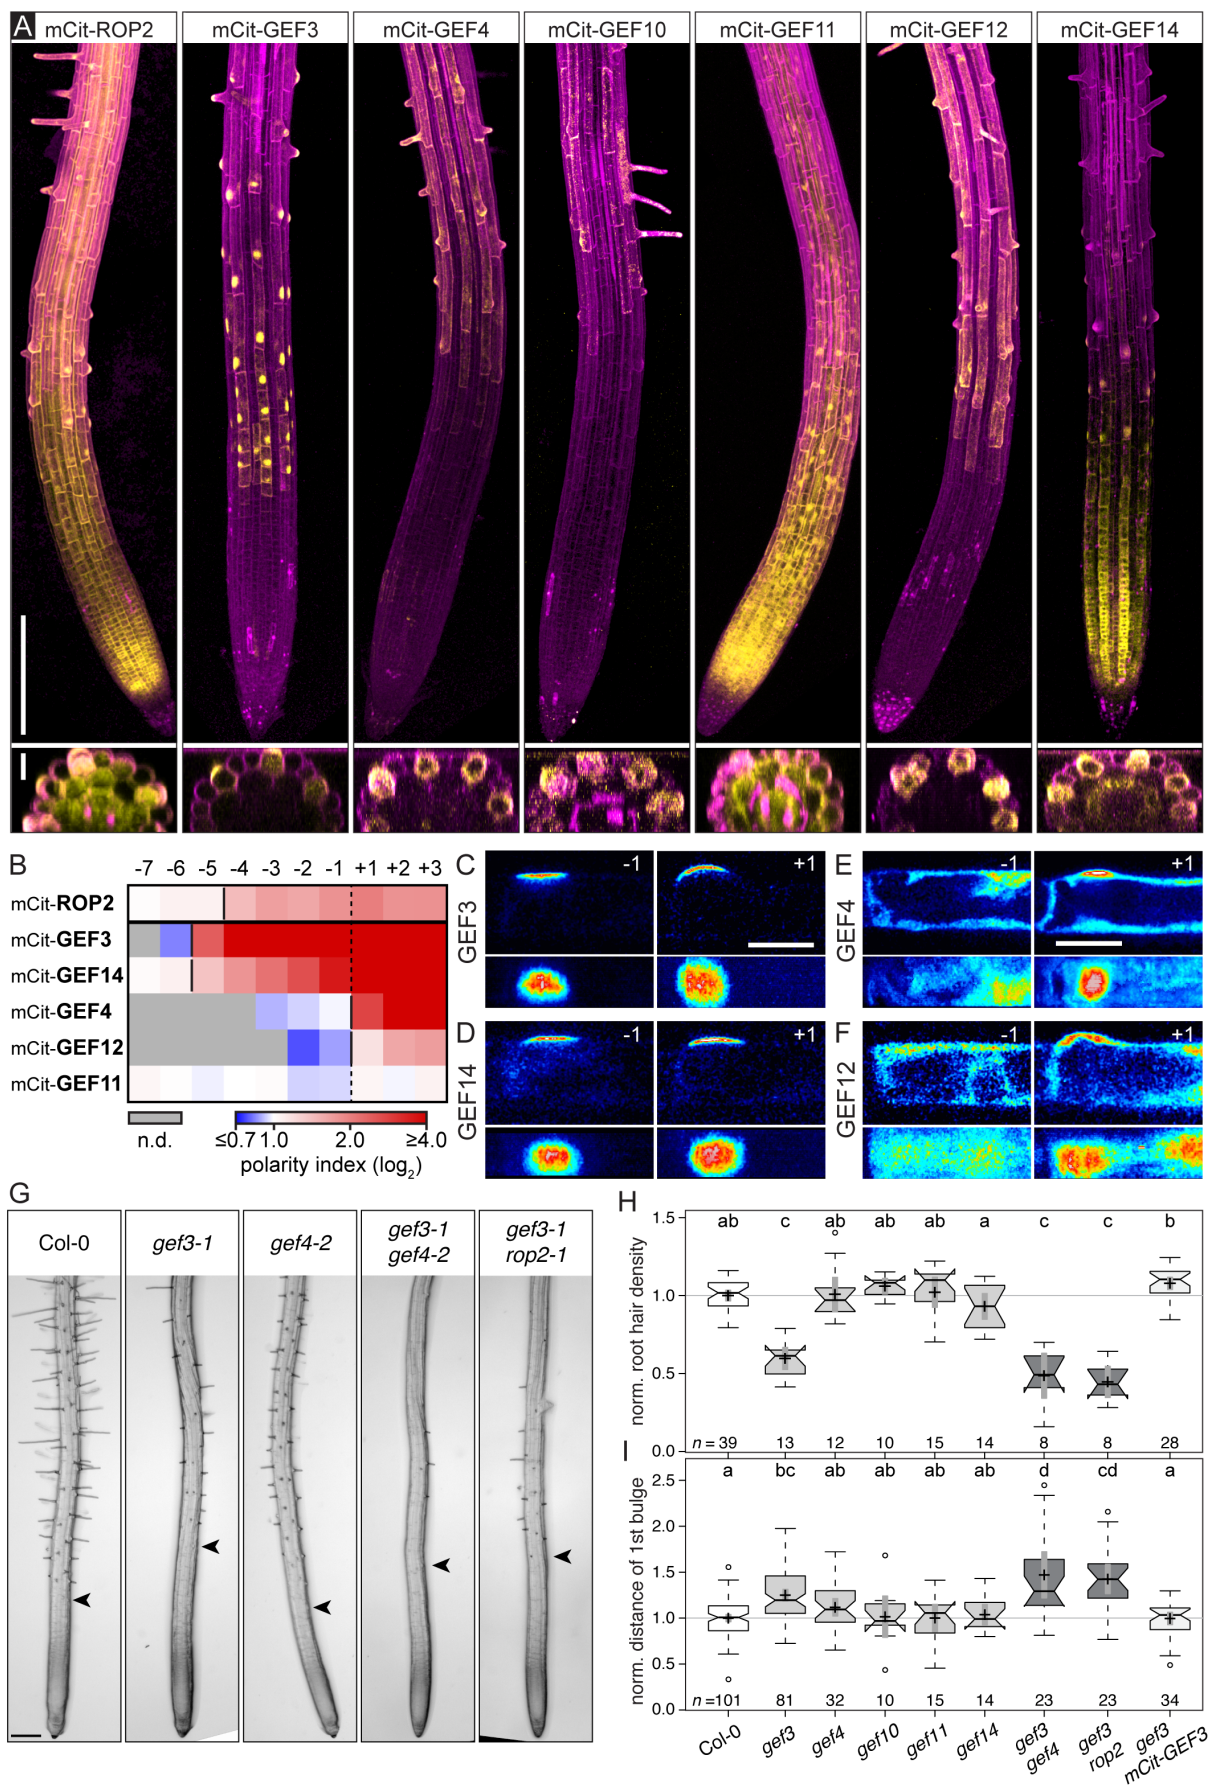 A
mCit-ROP2 mCit-GEF3 mCit-GEF4 mCit-GEF10 mCit-GEF11 mCit-GEF12 mCit-GEF14
B
-7 -6 -5 -4 -3 -2 -1 +1 +2 +3
mCit-ROP2
mCit-GEF3
mCit-GEF14
mCit-GEF4
mCit-GEF12
mCit-GEF11
n.d.
≤0.7 1.0 2.0 ≥4.0
polarity index (log2)
C
GEF3
-1 +1
D
GEF14
-1 +1
E
GEF4
-1 +1
F
GEF12
-1 +1
G
Col-0
gef3-1
gef4-2
gef3-1
gef4-2
gef3-1
rop2-1
H
norm. root hair density
1.5
1.0
0.5
0.0
ab c ab ab ab a c c b
n = 39 13 12 10 15 14 8 8 28
I
norm. distance of 1st bulge
2.5
2.0
1.5
1.0
0.5
0.0
a bc ab ab ab ab d cd a
n =101 81 32 10 15 14 23 23 34
Col-0
gef3
gef4
gef10
gef11
gef14
gef3
gef4
gef3
rop2
gef3
mCit-GEF3